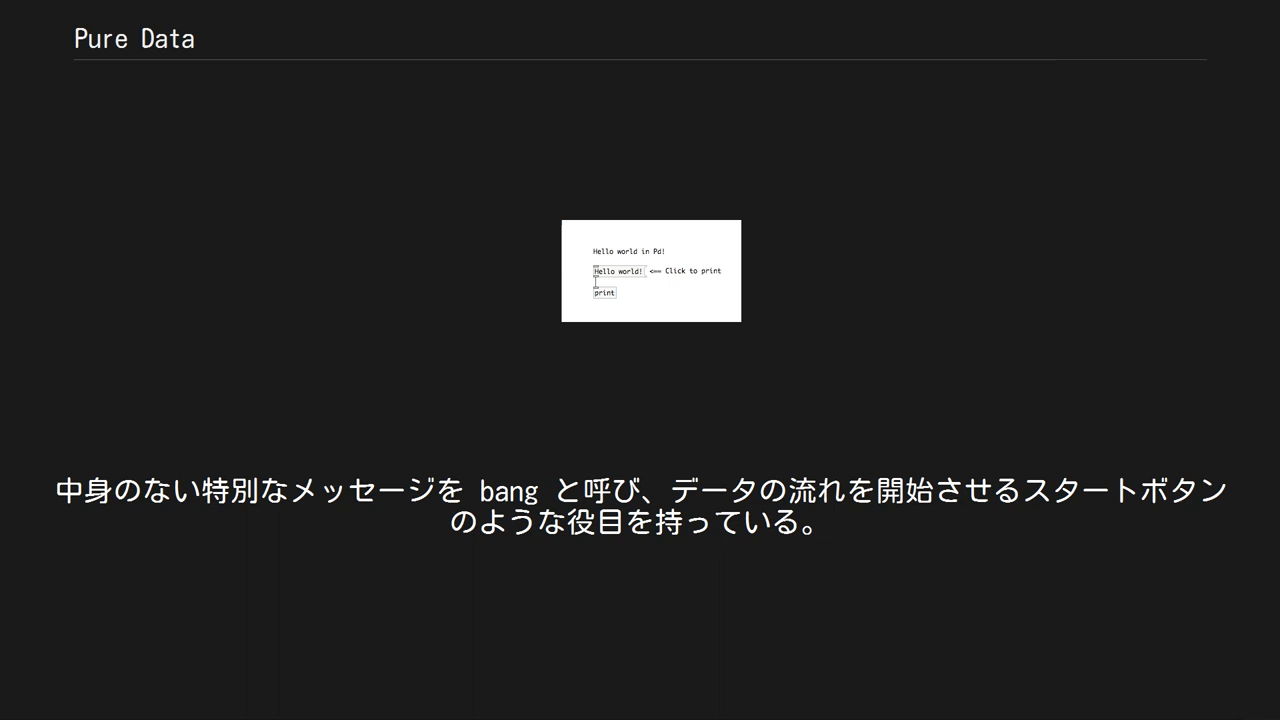 Pure Data
Hello world in Pd!
Hello world! <== Click to print
print
中身のない特別なメッセージを bang と呼び、データの流れを開始させるスタートボタン
のような役目を持っている。